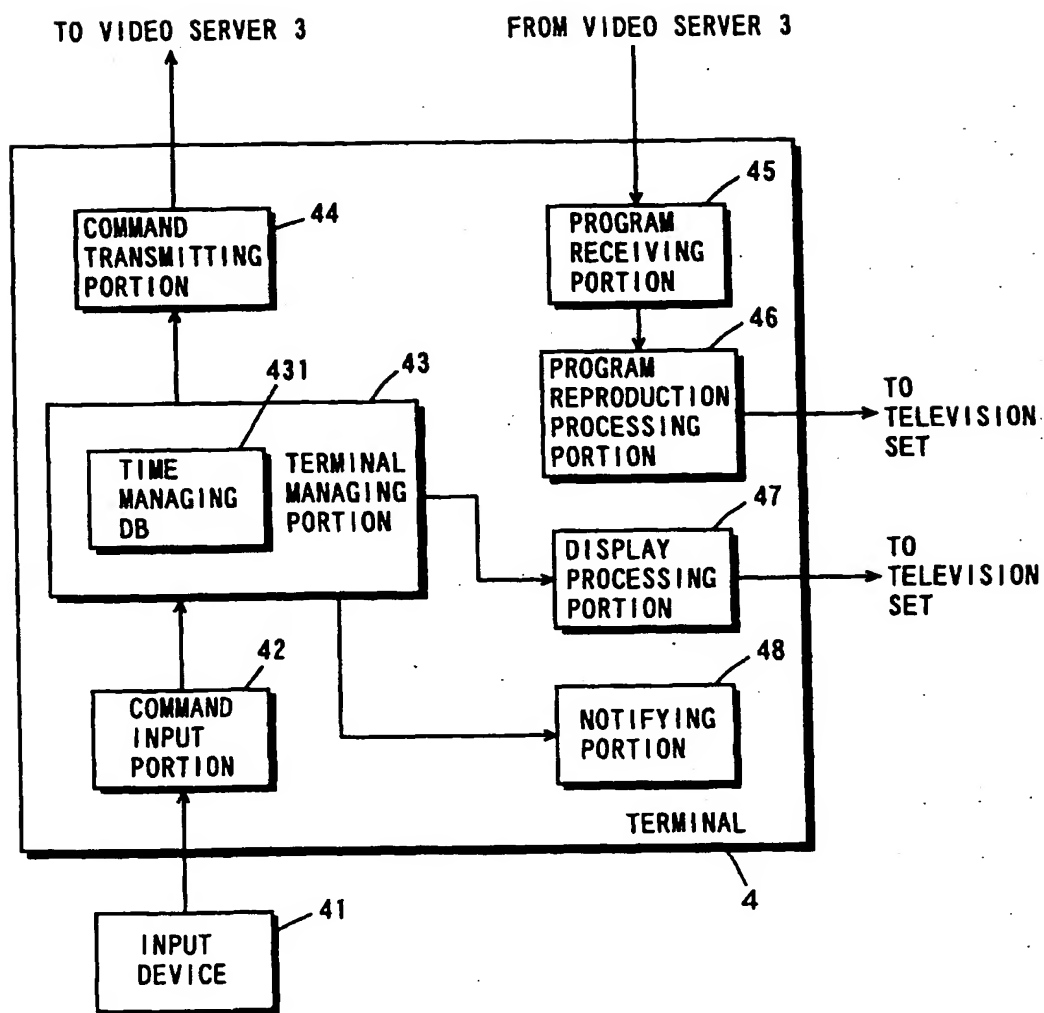 TO VIDEO SERVER 3
FROM VIDEO SERVER 3
44
COMMAND
TRANSMITTING
PORTION
45
PROGRAM
RECEIVING
PORTION
46
PROGRAM
REPRODUCTION
PROCESSING
PORTION
TO
TELEVISION
SET
431
43
TIME
MANAGING
DB
TERMINAL
MANAGING
PORTION
47
DISPLAY
PROCESSING
PORTION
TO
TELEVISION
SET
42
COMMAND
INPUT
PORTION
48
NOTIFYING
PORTION
TERMINAL
4
41
INPUT
DEVICE